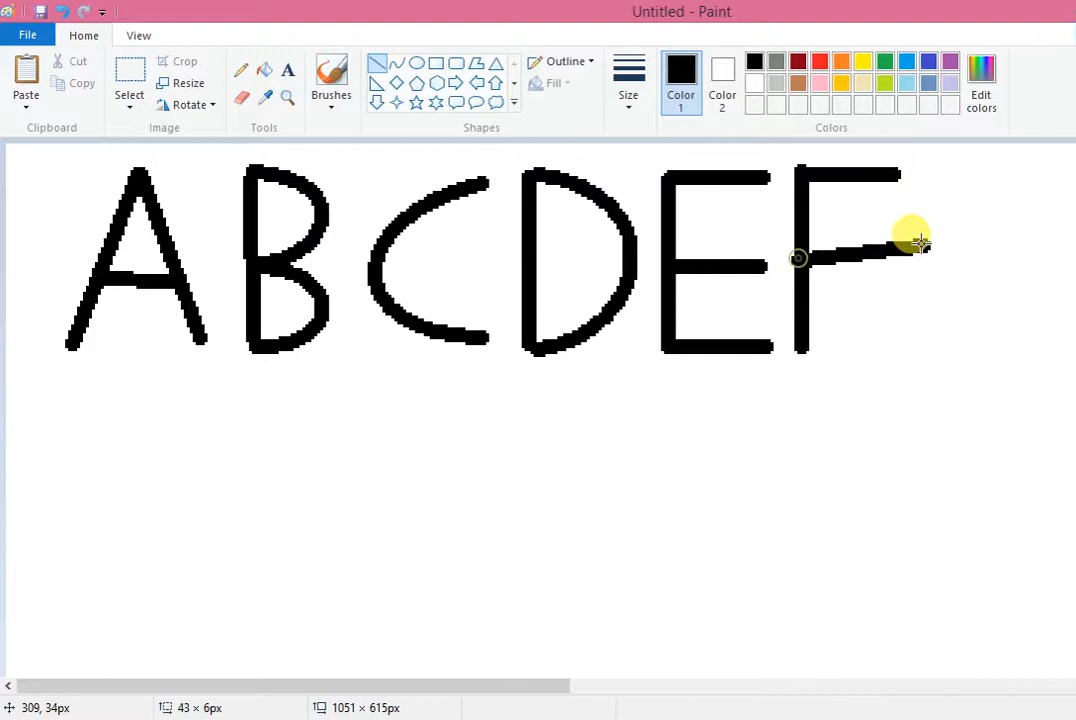 Untitled - Paint
File Home View
Paste Cut Copy Select Crop Resize Rotate A Brushes Outline Fill Size Color 1 Color 2 Edit colors
Clipboard Image Tools Shapes Colors
ABCDEF
309, 34px 43 × 6px 1051 × 615px